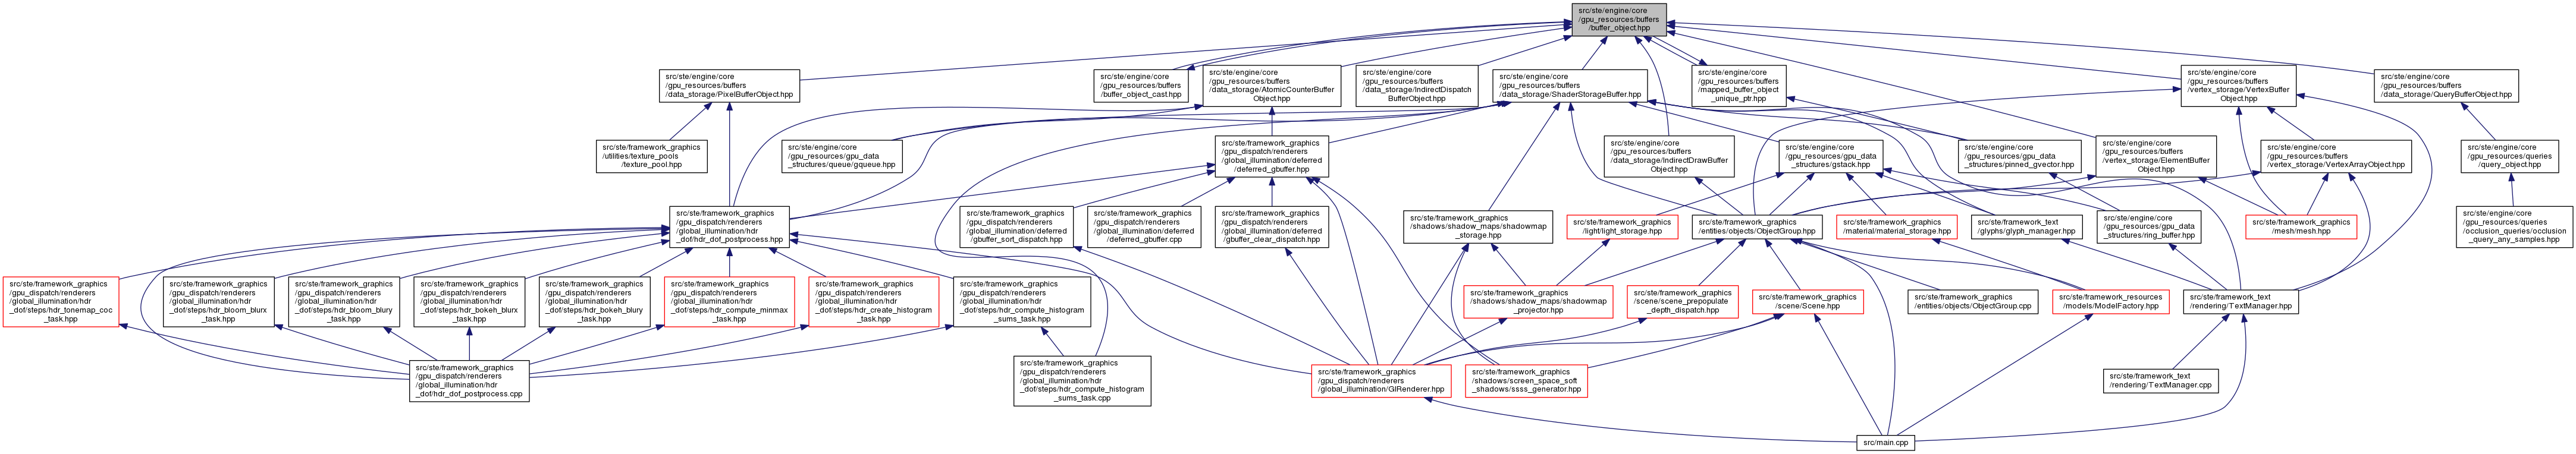 src/ste/engine/core
/gpu_resources/buffers
/buffer_object.hpp
src/ste/engine/core
/gpu_resources/buffers
/data_storage/PixelBufferObject.hpp
src/ste/engine/core
/gpu_resources/buffers
/buffer_object_cast.hpp
src/ste/engine/core
/gpu_resources/buffers
/data_storage/AtomicCounterBuffer
Object.hpp
src/ste/engine/core
/gpu_resources/buffers
/data_storage/IndirectDispatch
BufferObject.hpp
src/ste/engine/core
/gpu_resources/buffers
/data_storage/ShaderStorageBuffer.hpp
src/ste/engine/core
/gpu_resources/buffers
/mapped_buffer_object
_unique_ptr.hpp
src/ste/engine/core
/gpu_resources/buffers
/vertex_storage/VertexBuffer
Object.hpp
src/ste/engine/core
/gpu_resources/buffers
/data_storage/QueryBufferObject.hpp
src/ste/framework_graphics
/utilities/texture_pools
/texture_pool.hpp
src/ste/engine/core
/gpu_resources/gpu_data
_structures/queue/gqueue.hpp
src/ste/framework_graphics
/gpu_dispatch/renderers
/global_illumination/deferred
/deferred_gbuffer.hpp
src/ste/engine/core
/gpu_resources/buffers
/data_storage/IndirectDrawBuffer
Object.hpp
src/ste/engine/core
/gpu_resources/gpu_data
_structures/gstack.hpp
src/ste/engine/core
/gpu_resources/gpu_data
_structures/pinned_gvector.hpp
src/ste/engine/core
/gpu_resources/buffers
/vertex_storage/ElementBuffer
Object.hpp
src/ste/engine/core
/gpu_resources/buffers
/vertex_storage/VertexArrayObject.hpp
src/ste/engine/core
/gpu_resources/queries
/query_object.hpp
src/ste/framework_graphics
/gpu_dispatch/renderers
/global_illumination/hdr
_dof/hdr_dof_postprocess.hpp
src/ste/framework_graphics
/gpu_dispatch/renderers
/global_illumination/deferred
/gbuffer_sort_dispatch.hpp
src/ste/framework_graphics
/gpu_dispatch/renderers
/global_illumination/deferred
/deferred_gbuffer.cpp
src/ste/framework_graphics
/gpu_dispatch/renderers
/global_illumination/deferred
/gbuffer_clear_dispatch.hpp
src/ste/framework_graphics
/shadows/shadow_maps/shadowmap
_storage.hpp
src/ste/framework_graphics
/light/light_storage.hpp
src/ste/framework_graphics
/entities/objects/ObjectGroup.hpp
src/ste/framework_graphics
/material/material_storage.hpp
src/ste/framework_text
/glyphs/glyph_manager.hpp
src/ste/engine/core
/gpu_resources/gpu_data
_structures/ring_buffer.hpp
src/ste/framework_graphics
/mesh/mesh.hpp
src/ste/engine/core
/gpu_resources/queries
/occlusion_queries/occlusion
_query_any_samples.hpp
src/ste/framework_graphics
/gpu_dispatch/renderers
/global_illumination/hdr
_dof/steps/hdr_tonemap_coc
_task.hpp
src/ste/framework_graphics
/gpu_dispatch/renderers
/global_illumination/hdr
_dof/steps/hdr_bloom_blurx
_task.hpp
src/ste/framework_graphics
/gpu_dispatch/renderers
/global_illumination/hdr
_dof/steps/hdr_bloom_blury
_task.hpp
src/ste/framework_graphics
/gpu_dispatch/renderers
/global_illumination/hdr
_dof/steps/hdr_bokeh_blurx
_task.hpp
src/ste/framework_graphics
/gpu_dispatch/renderers
/global_illumination/hdr
_dof/steps/hdr_bokeh_blury
_task.hpp
src/ste/framework_graphics
/gpu_dispatch/renderers
/global_illumination/hdr
_dof/steps/hdr_compute_minmax
_task.hpp
src/ste/framework_graphics
/gpu_dispatch/renderers
/global_illumination/hdr
_dof/steps/hdr_create_histogram
_task.hpp
src/ste/framework_graphics
/gpu_dispatch/renderers
/global_illumination/hdr
_dof/steps/hdr_compute_histogram
_sums_task.hpp
src/ste/framework_graphics
/shadows/shadow_maps/shadowmap
_projector.hpp
src/ste/framework_graphics
/scene/scene_prepopulate
_depth_dispatch.hpp
src/ste/framework_graphics
/scene/Scene.hpp
src/ste/framework_graphics
/entities/objects/ObjectGroup.cpp
src/ste/framework_resources
/models/ModelFactory.hpp
src/ste/framework_text
/rendering/TextManager.hpp
src/ste/framework_graphics
/gpu_dispatch/renderers
/global_illumination/hdr
_dof/hdr_dof_postprocess.cpp
src/ste/framework_graphics
/gpu_dispatch/renderers
/global_illumination/hdr
_dof/steps/hdr_compute_histogram
_sums_task.cpp
src/ste/framework_graphics
/gpu_dispatch/renderers
/global_illumination/GIRenderer.hpp
src/ste/framework_graphics
/shadows/screen_space_soft
_shadows/ssss_generator.hpp
src/ste/framework_text
/rendering/TextManager.cpp
src/main.cpp